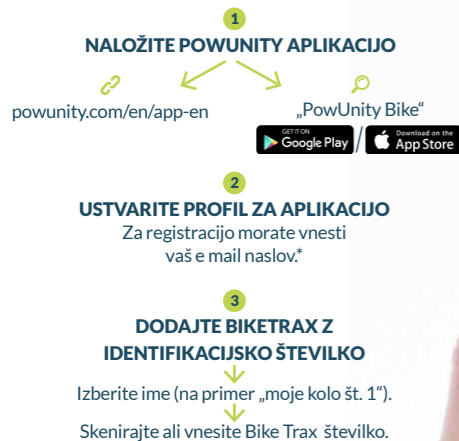 1
NALOŽITE POWUNITY APLIKACIJO
powunity.com/en/app-en
„PowUnity Bike“
GET IT ON
Google Play
/
Download on the
App Store
2
USTVARITE PROFIL ZA APLIKACIJO
Za registracijo morate vnesti
vaš e mail naslov.*
3
DODAJTE BIKETRAX Z
IDENTIFIKACIJSKO ŠTEVILKO
Izberite ime (na primer „moje kolo št. 1“).
Skenirajte ali vnesite Bike Trax številko.